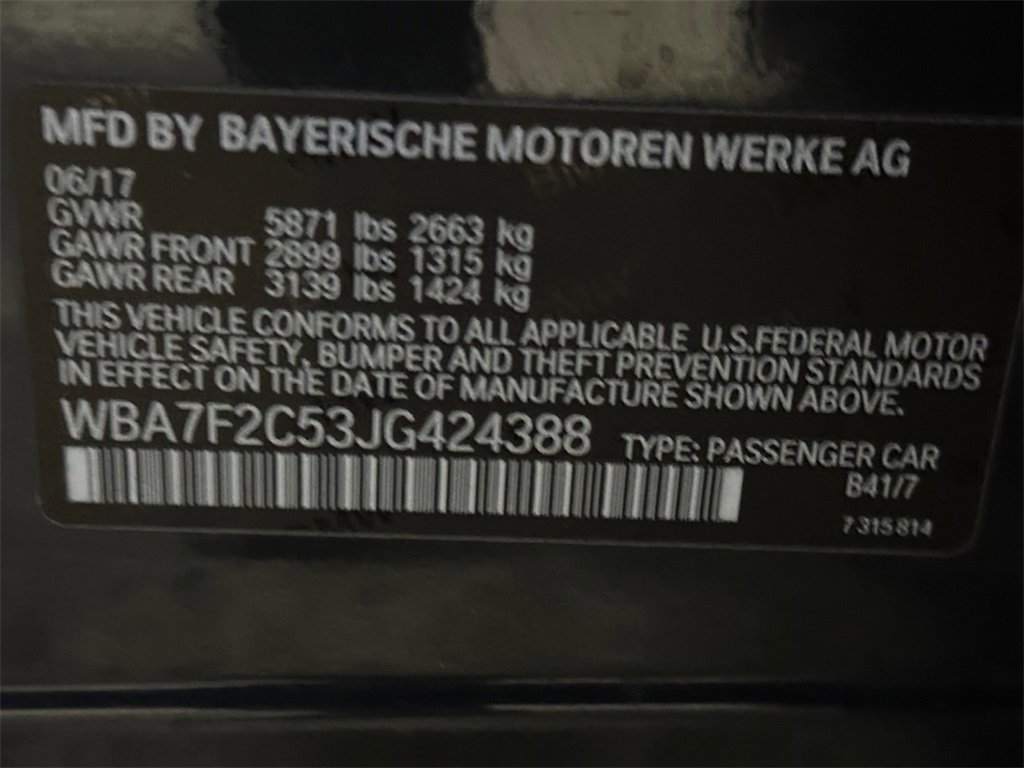 MFD BY BAYERISCHE MOTOREN WERKE AG
06/17
GVWR 5871 lbs 2663 kg
GAWR FRONT 2899 lbs 1315 kg
GAWR REAR 3139 lbs 1424 kg
THIS VEHICLE CONFORMS TO ALL APPLICABLE U.S.FEDERAL MOTOR
VEHICLE SAFETY, BUMPER AND THEFT PREVENTION STANDARDS
IN EFFECT ON THE DATE OF MANUFACTURE SHOWN ABOVE.
WBA7F2C53JG424388 TYPE: PASSENGER CAR
B41/7
7 315 814